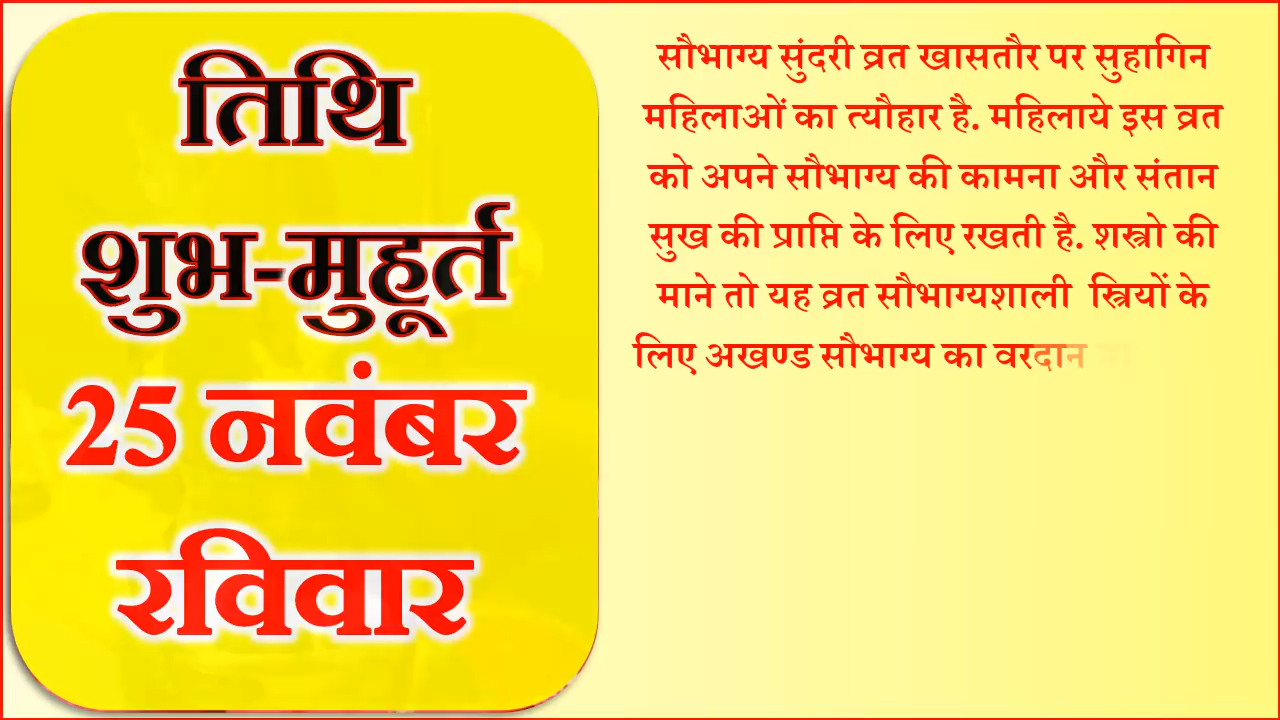 तिथि
शुभ-मुहूर्त
25 नवंबर
रविवार
सौभाग्य सुंदरी व्रत खासतौर पर सुहागिन
महिलाओं का त्यौहार है. महिलाये इस व्रत
को अपने सौभाग्य की कामना और संतान
सुख की प्राप्ति के लिए रखती है. शस्त्रो की
माने तो यह व्रत सौभाग्यशाली स्त्रियों के
लिए अखण्ड सौभाग्य का वरदान